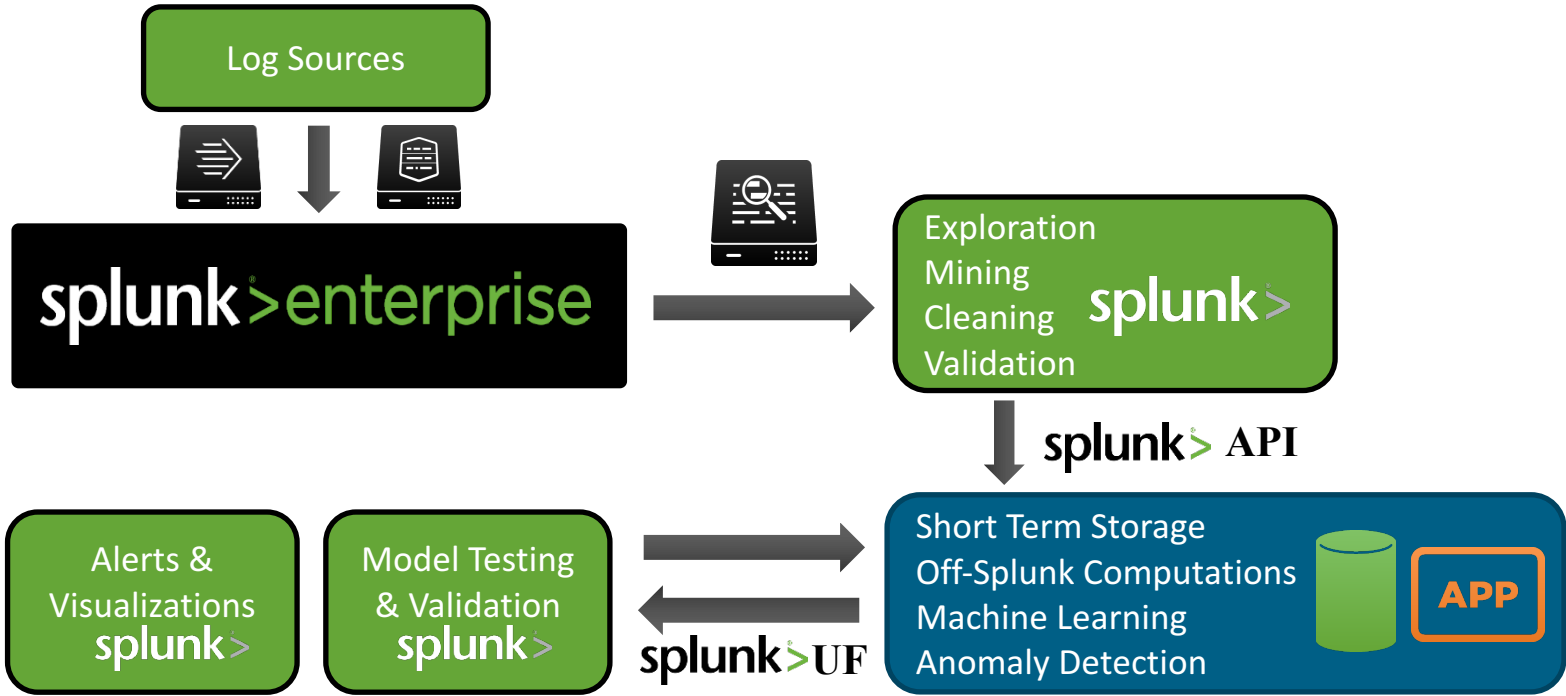 Log Sources
splunk>enterprise
Exploration
Mining
Cleaning
Validation
splunk>
splunk> API
Alerts &
Visualizations
splunk>
Model Testing
& Validation
splunk>
splunk>UF
Short Term Storage
Off-Splunk Computations
Machine Learning
Anomaly Detection
APP